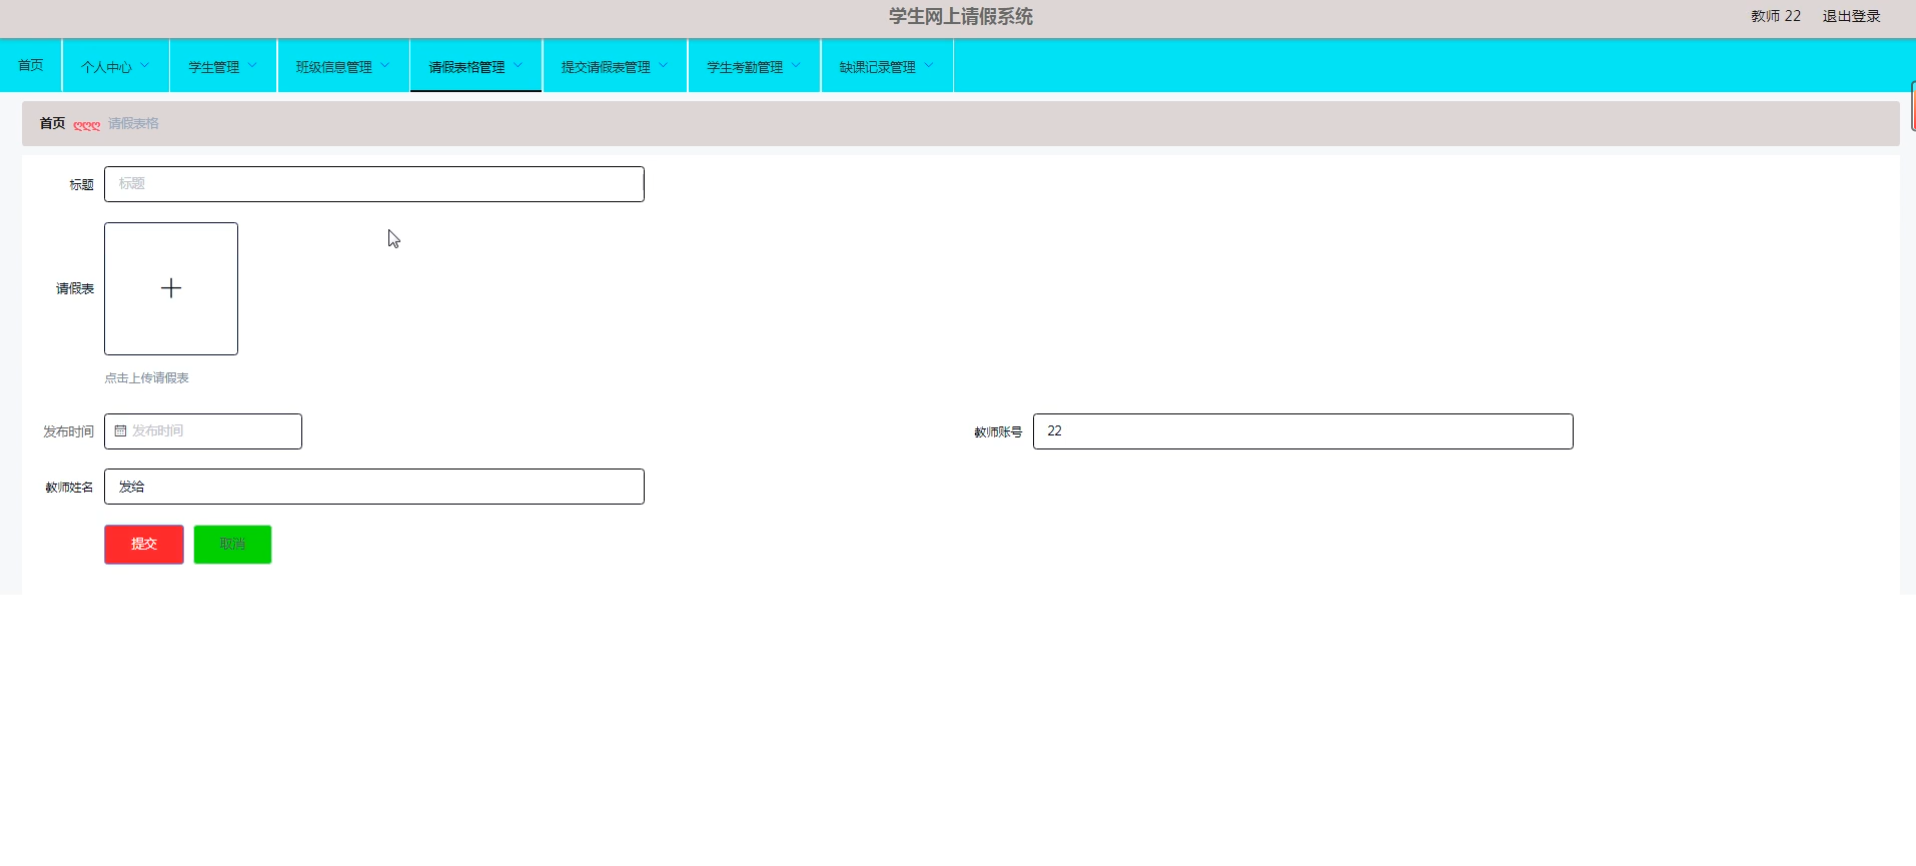 学生网上请假系统
教师 22 退出登录
首页 个人中心 学生管理 班级信息管理 请假表格管理 提交请假表管理 学生考勤管理 缺课记录管理
首页 ღღღ 请假表格
标题 标题
请假表
点击上传请假表
发布时间 发布时间 教师账号 22
教师姓名 发给
提交 取消